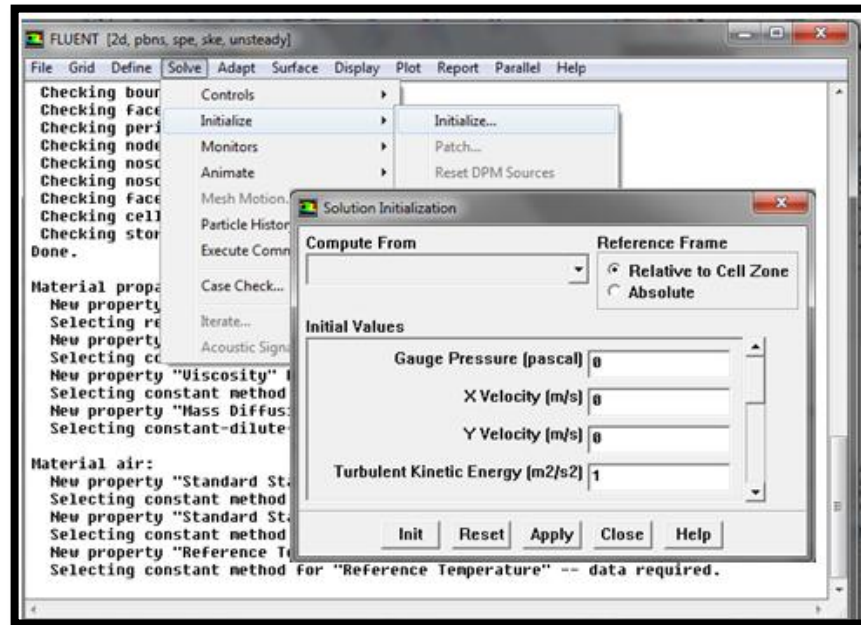 FLUENT [2d, pbns, spe, ske, unsteady]
File Grid Define Solve Adapt Surface Display Plot Report Parallel Help
Checking boun
Checking face
Checking peri
Checking node
Checking nosc
Checking nosc
Checking face
Checking cell
Checking stor
Done.
Controls
Initialize
Monitors
Animate
Mesh Motion.
Particle Histor
Execute Comm
Case Check...
Iterate...
Acoustic Signa
Initialize...
Patch...
Reset DPM Sources
Material propa
New property
Selecting re
New property
Selecting co
New property "Viscosity"
Selecting constant method
New property "Mass Diffus
Selecting constant-dilute-
Material air:
New property "Standard Sta
Selecting constant method
New property "Standard Sta
Selecting constant method
New property "Reference Te
Selecting constant method for "Reference Temperature" -- data required.
Solution Initialization
Compute From
Reference Frame
Relative to Cell Zone
Absolute
Initial Values
Gauge Pressure (pascal) 0
X Velocity (m/s) 0
Y Velocity (m/s) 0
Turbulent Kinetic Energy (m2/s2) 1
Init Reset Apply Close Help